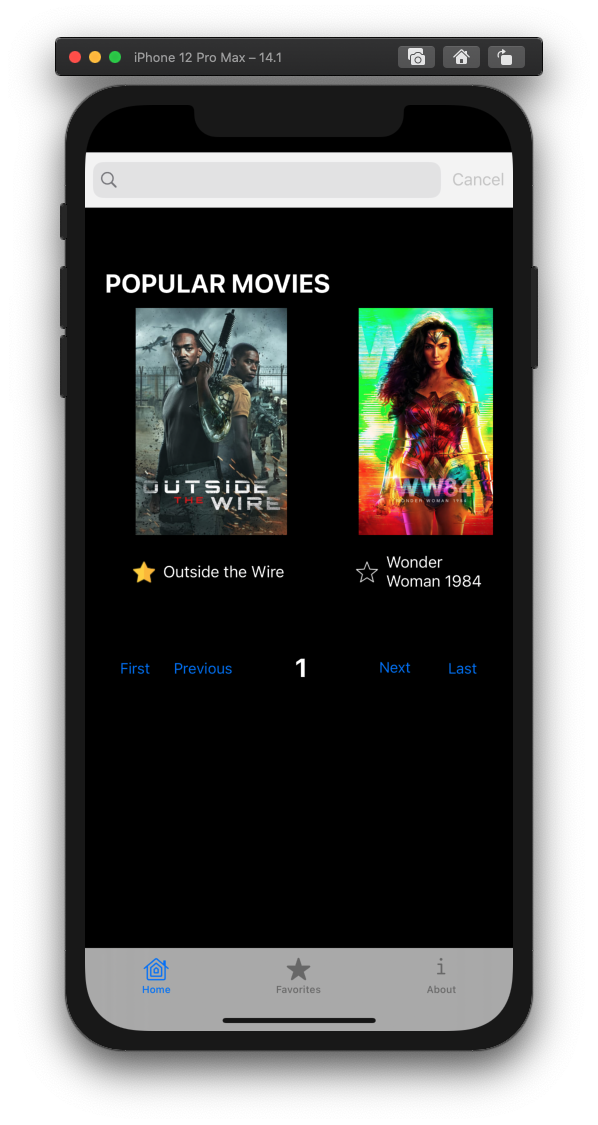 iPhone 12 Pro Max – 14.1
Cancel
POPULAR MOVIES
OUTSIDE
THE WIRE
WW84
WONDER WOMAN 1984
Outside the Wire
Wonder
Woman 1984
First Previous 1 Next Last
Home Favorites About